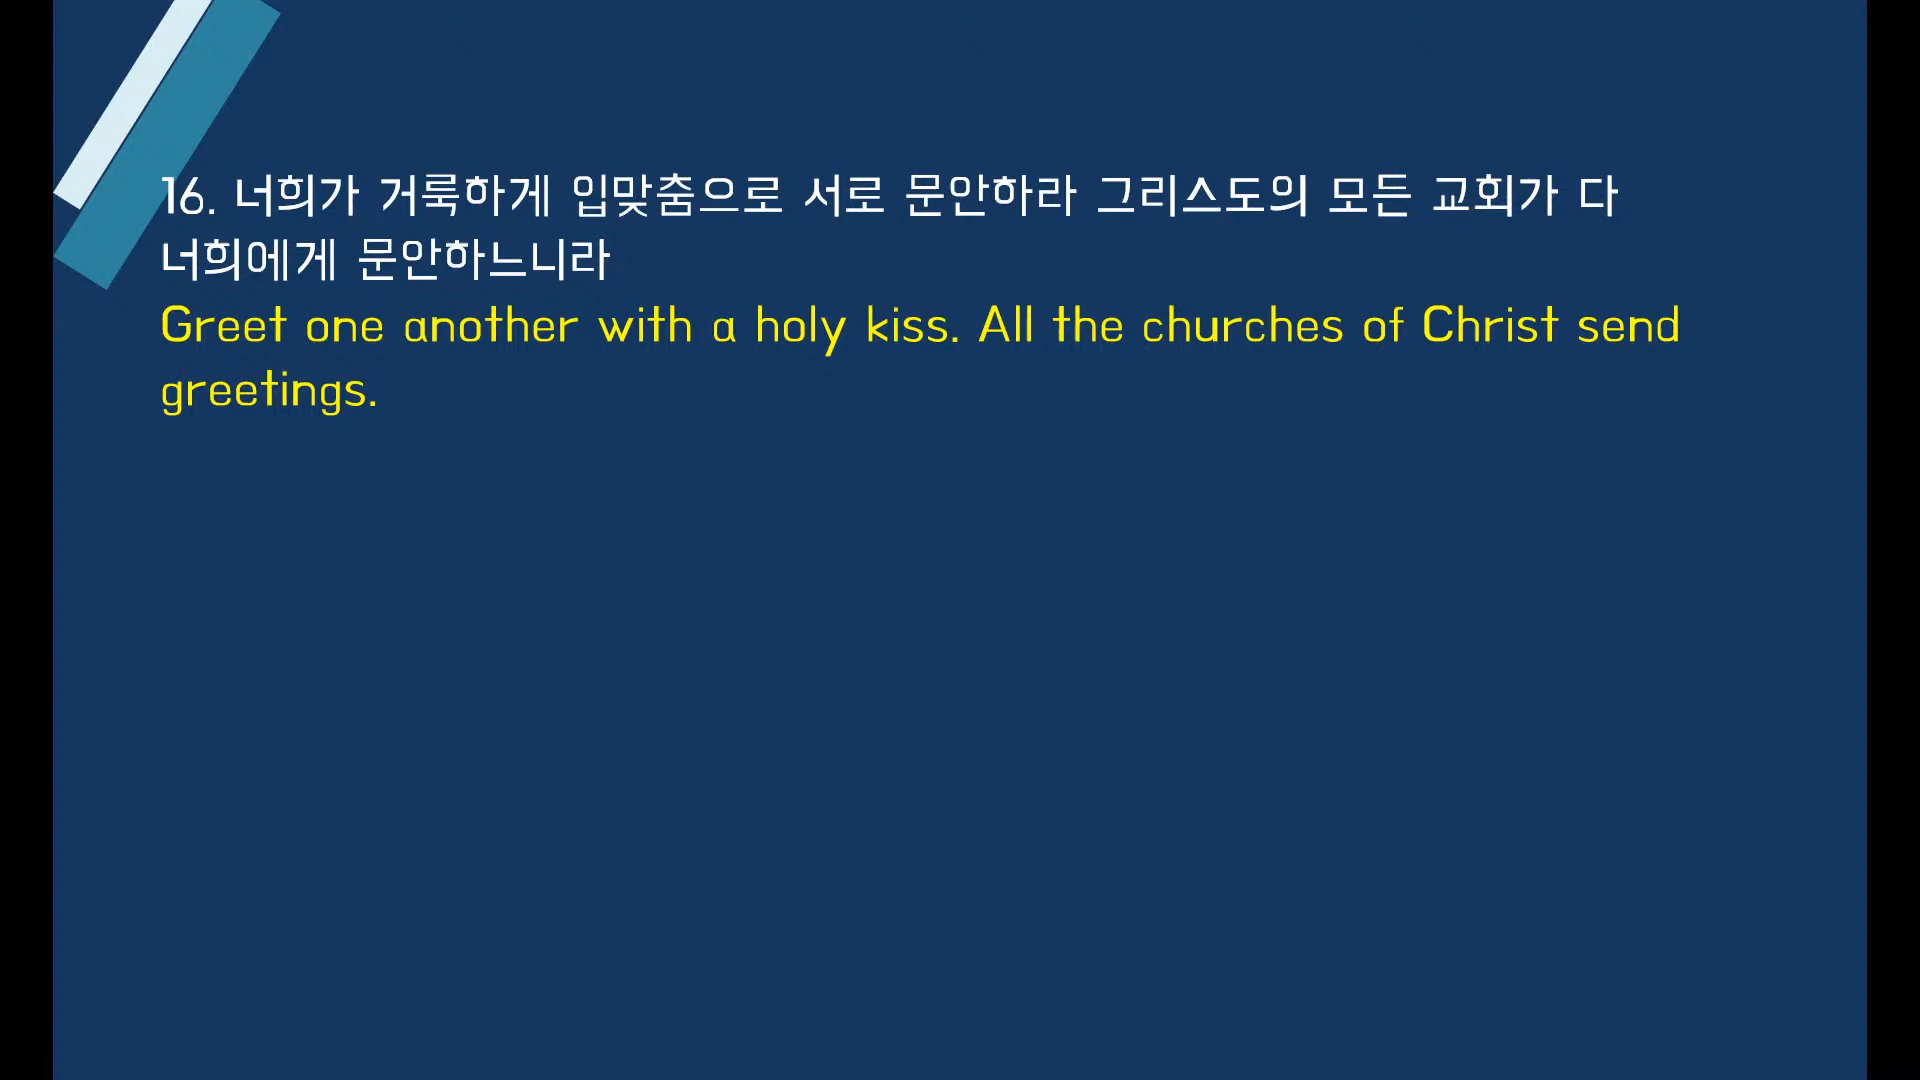 16. 너희가 거룩하게 입맞춤으로 서로 문안하라 그리스도의 모든 교회가 다
너희에게 문안하느니라
Greet one another with a holy kiss. All the churches of Christ send
greetings.